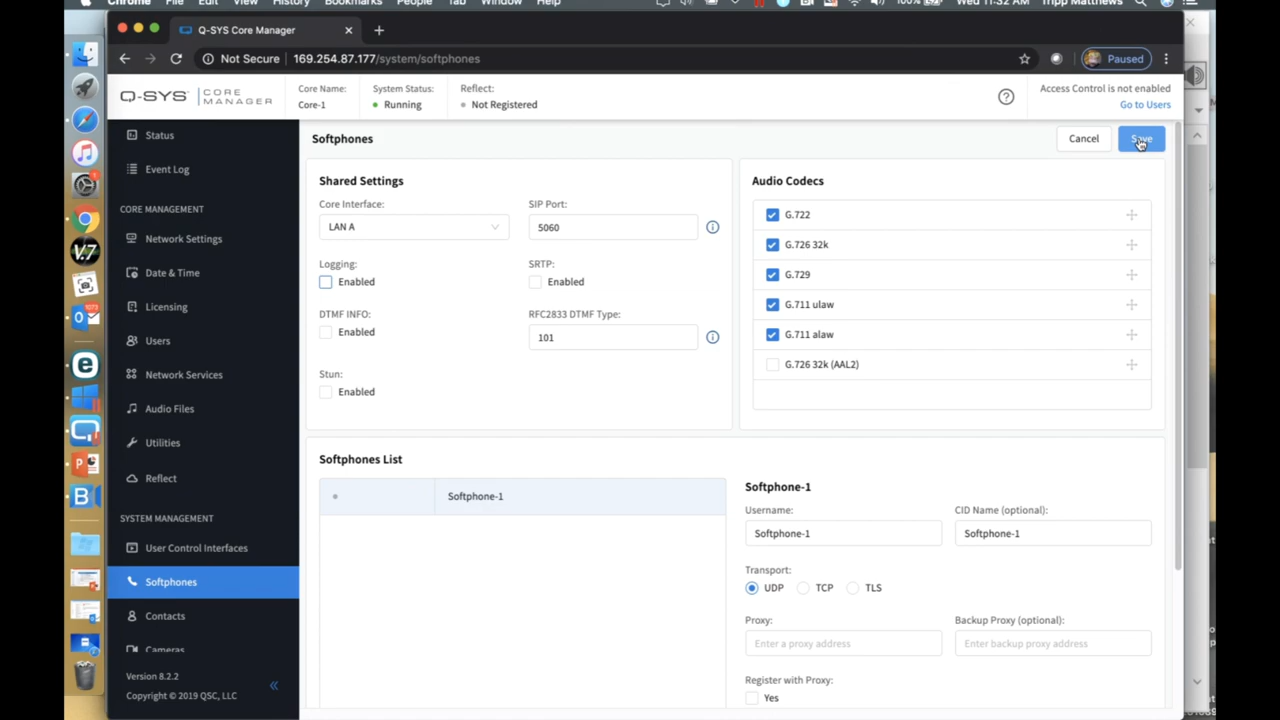 Chrome File Edit View History Bookmarks People Tab Window Help 100% Wed 11:32 AM Tripp Matthews
Q-SYS Core Manager
Not Secure 169.254.87.177/system/softphones Paused
Q-SYS CORE MANAGER
Core Name:
Core-1
System Status:
Running
Reflect:
Not Registered
Access Control is not enabled
Go to Users
Status
Event Log
CORE MANAGEMENT
Network Settings
Date & Time
Licensing
Users
Network Services
Audio Files
Utilities
Reflect
SYSTEM MANAGEMENT
User Control Interfaces
Softphones
Contacts
Cameras
Version 8.2.2
Copyright © 2019 QSC, LLC
Softphones
Cancel
Save
Shared Settings
Core Interface:
LAN A
SIP Port:
5060
Logging:
Enabled
SRTP:
Enabled
DTMF INFO:
Enabled
RFC2833 DTMF Type:
101
Stun:
Enabled
Audio Codecs
G.722
G.726 32k
G.729
G.711 ulaw
G.711 alaw
G.726 32k (AAL2)
Softphones List
Softphone-1
Softphone-1
Username:
Softphone-1
CID Name (optional):
Softphone-1
Transport:
UDP TCP TLS
Proxy:
Enter a proxy address
Backup Proxy (optional):
Enter backup proxy address
Register with Proxy:
Yes